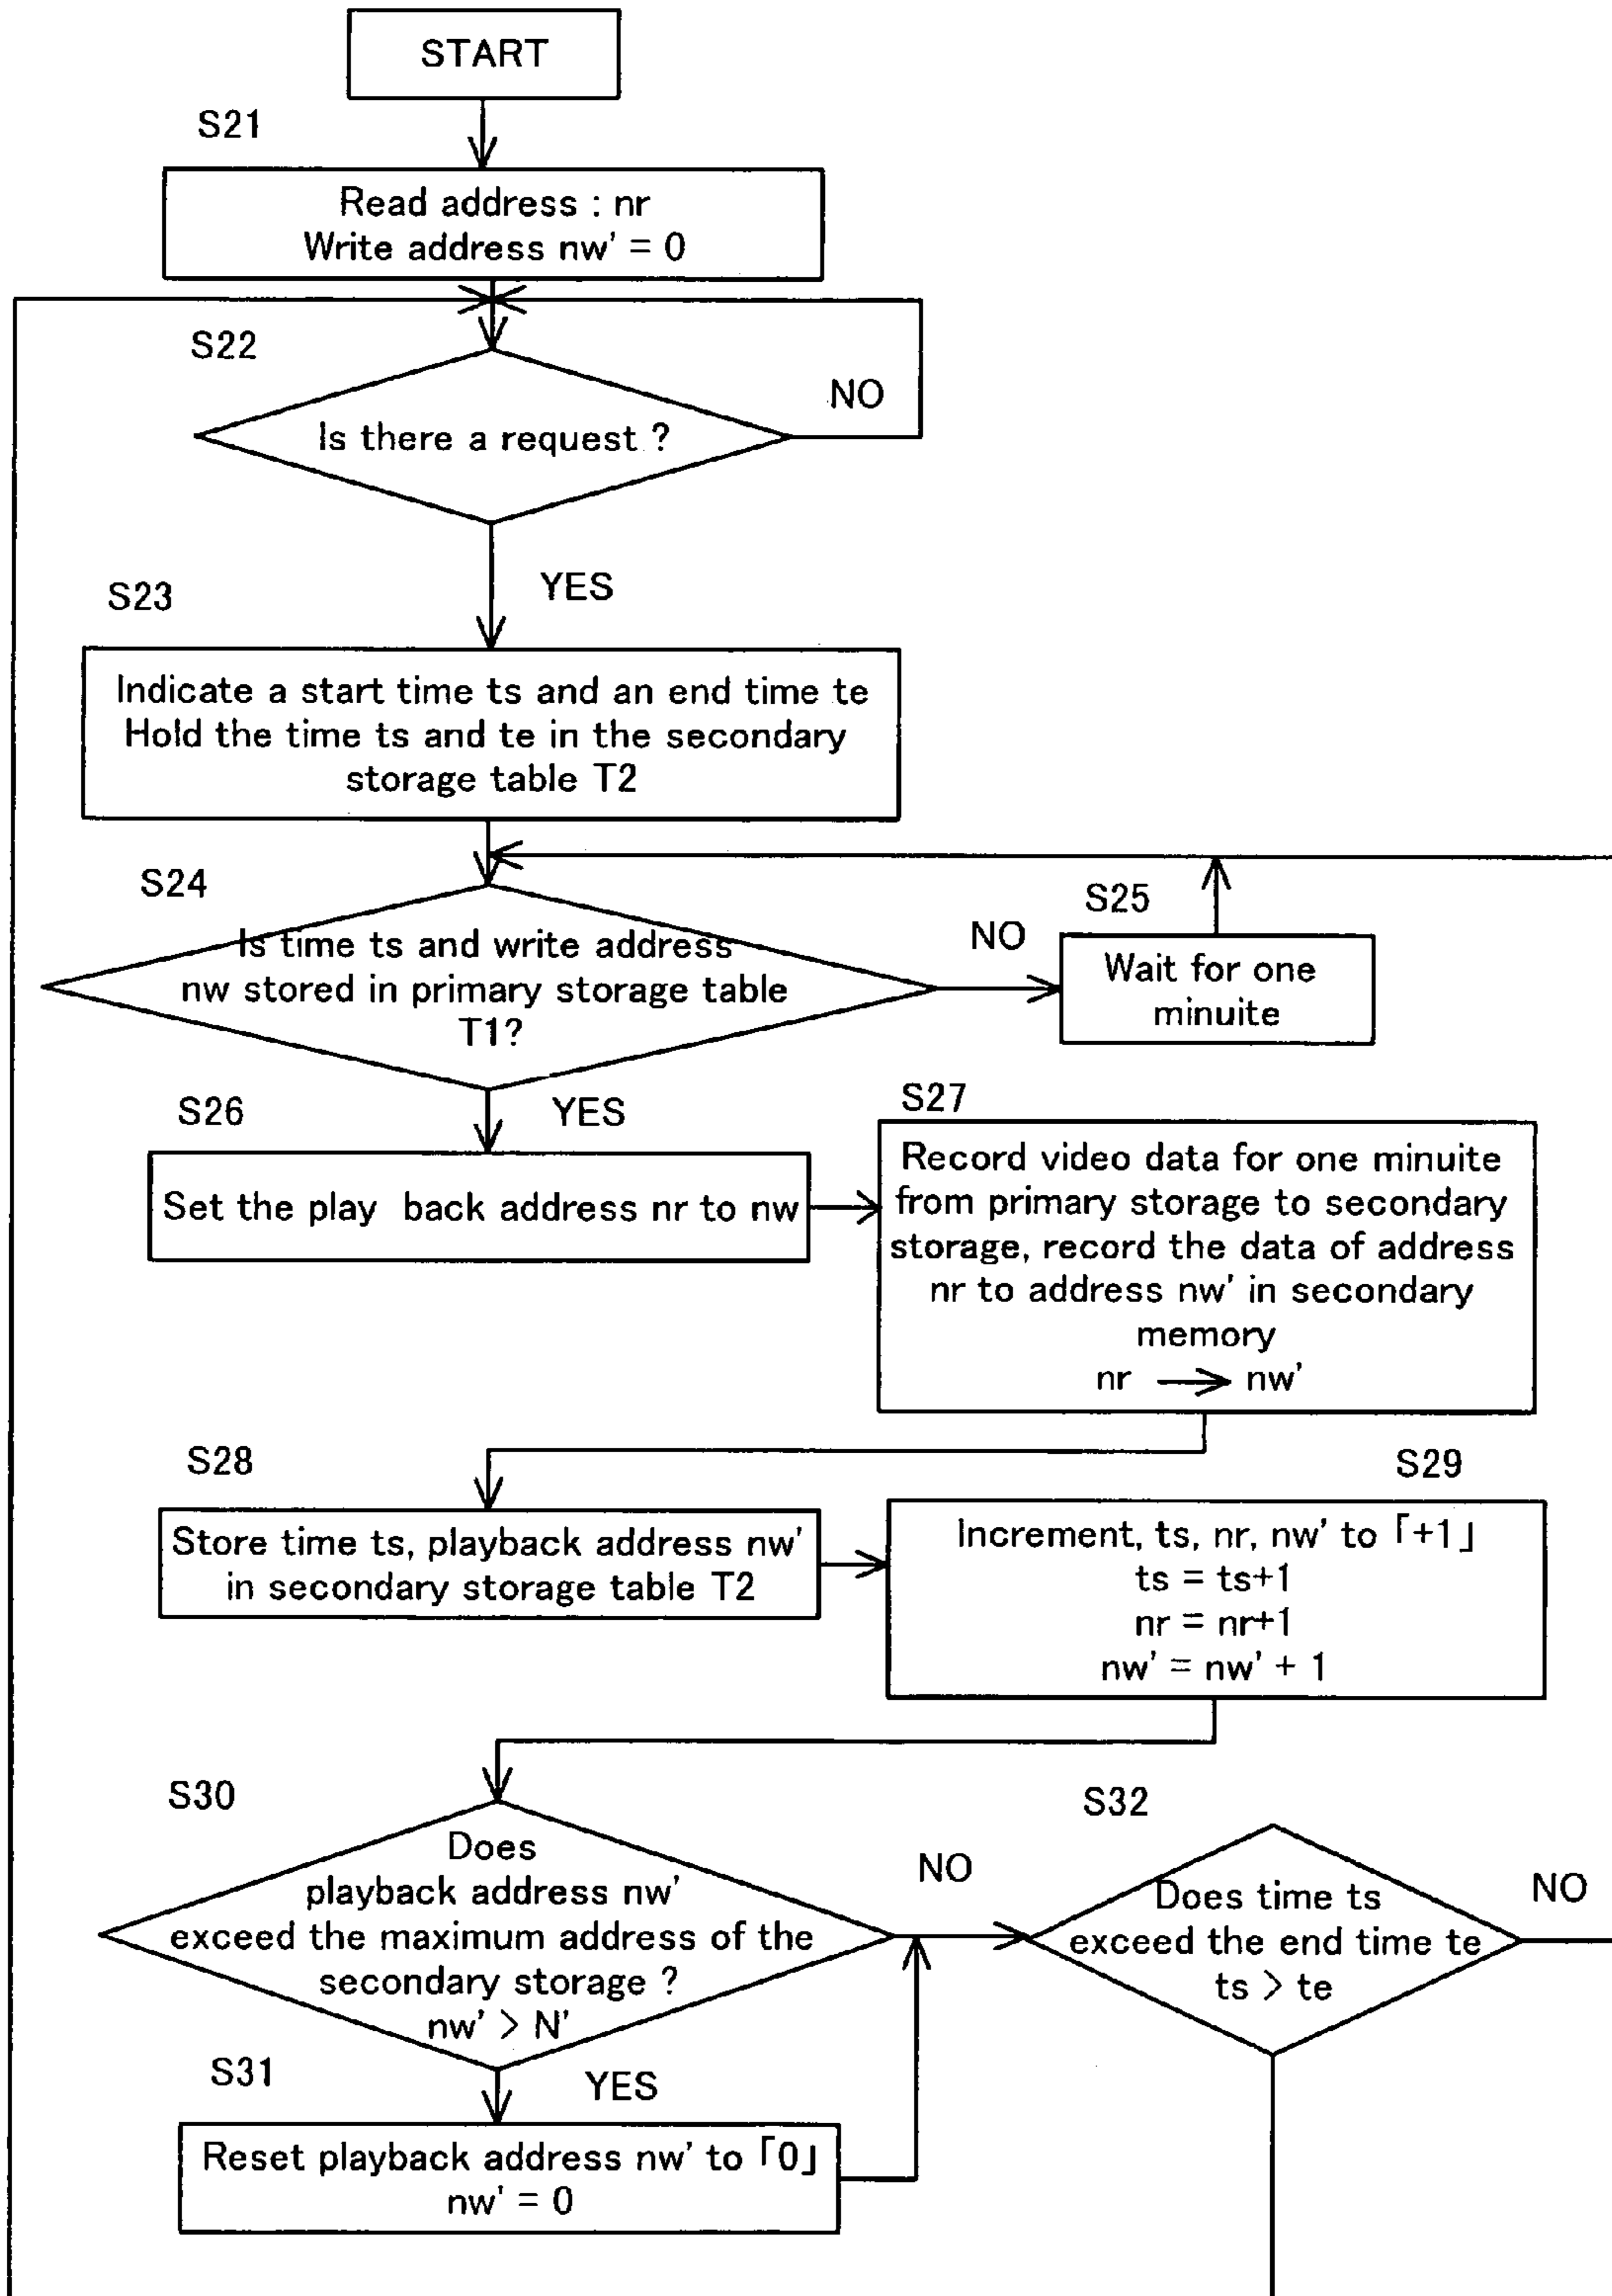 START
S21
Read address : nr
Write address nw' = 0
S22
Is there a request ?
NO
YES
S23
Indicate a start time ts and an end time te
Hold the time ts and te in the secondary
storage table T2
S24
Is time ts and write address
nw stored in primary storage table
T1?
NO
S25
Wait for one
minuite
YES
S26
Set the play back address nr to nw
S27
Record video data for one minuite
from primary storage to secondary
storage, record the data of address
nr to address nw' in secondary
memory
nr → nw'
S28
Store time ts, playback address nw'
in secondary storage table T2
S29
Increment, ts, nr, nw' to「+1」
ts = ts+1
nr = nr+1
nw' = nw' + 1
S30
Does
playback address nw'
exceed the maximum address of the
secondary storage ?
nw' > N'
NO
YES
S31
Reset playback address nw' to「0」
nw' = 0
S32
Does time ts
exceed the end time te
ts > te
NO